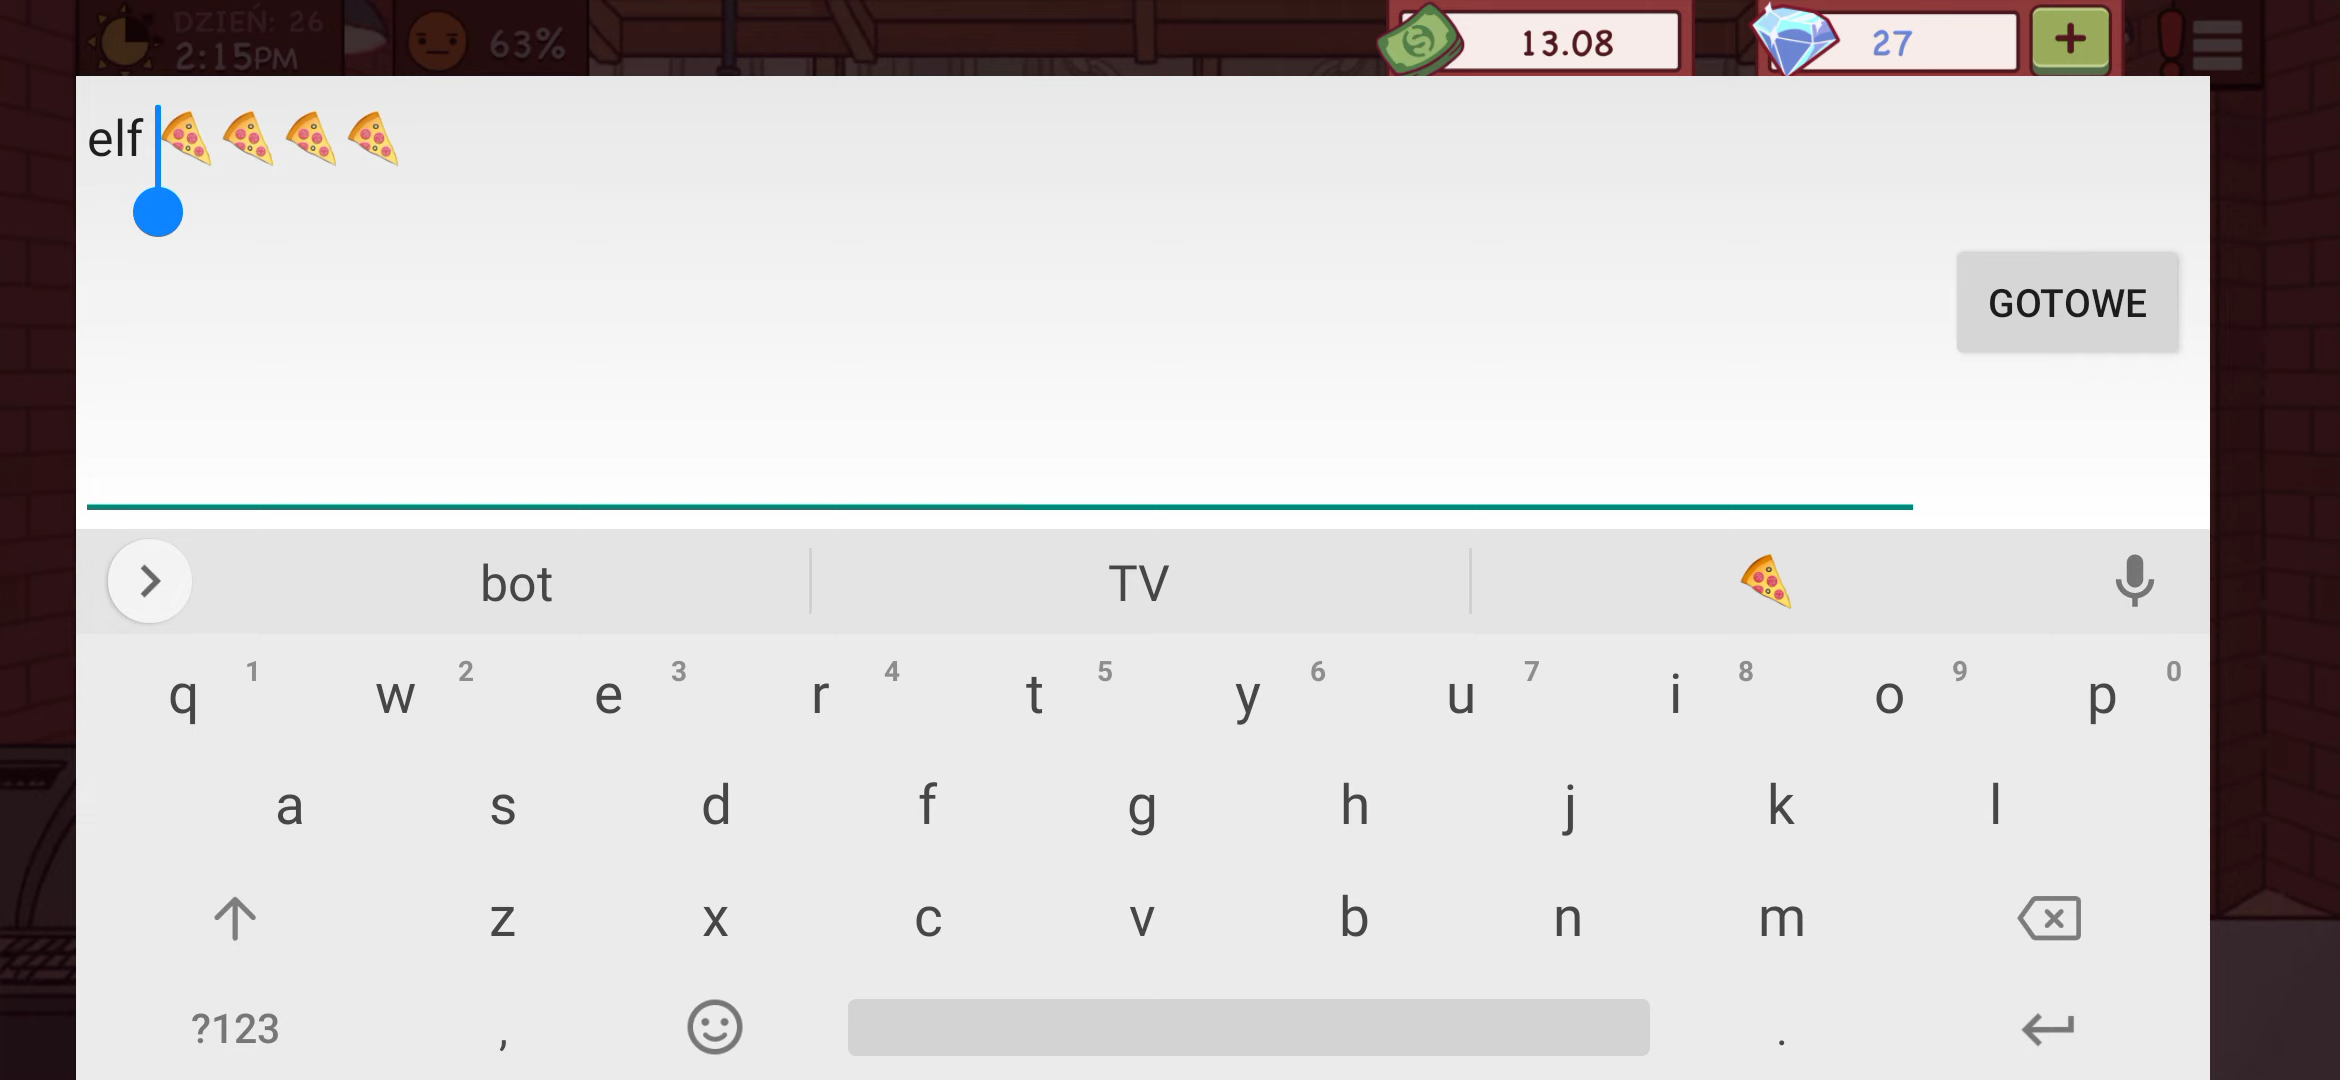 DZIEŃ: 26
2:15PM
63%
13.08
27
+
elf 🍕🍕🍕🍕
GOTOWE
bot TV 🍕
q 1 w 2 e 3 r 4 t 5 y 6 u 7 i 8 o 9 p 0
a s d f g h j k l
z x c v b n m
?123 , .